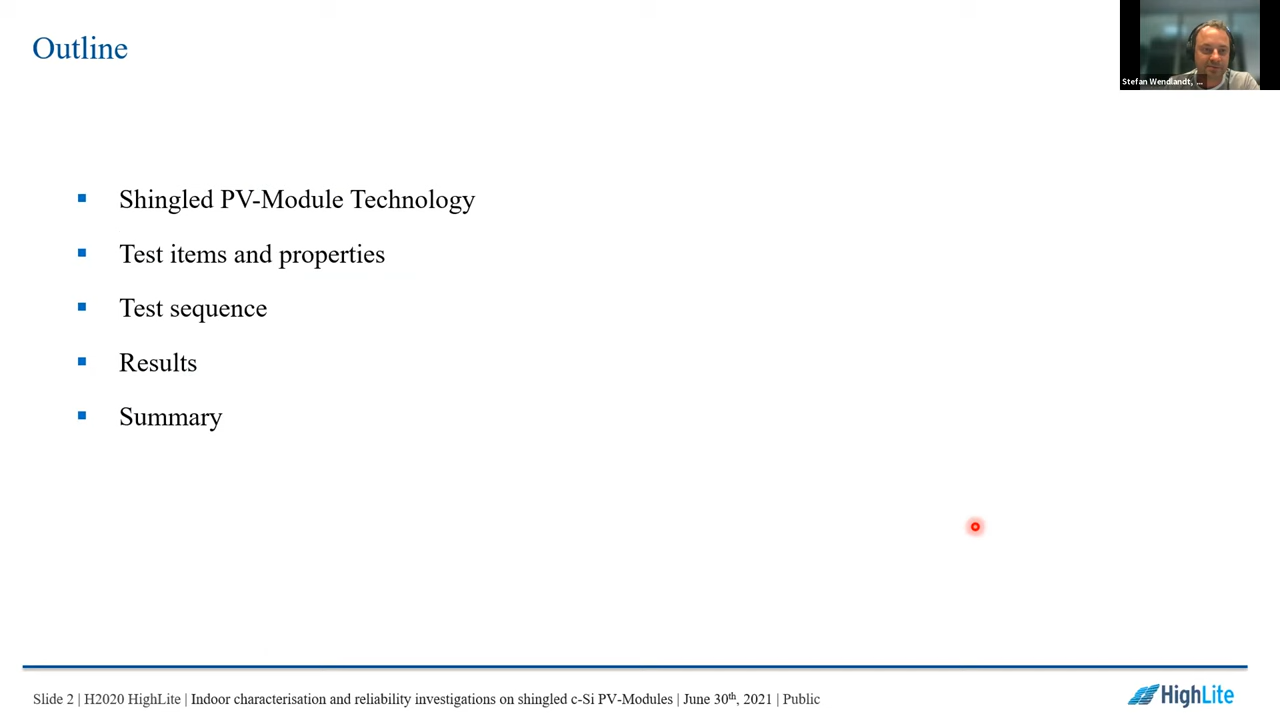 Outline
Stefan Wendlandt, ...
Shingled PV-Module Technology
Test items and properties
Test sequence
Results
Summary
Slide 2 | H2020 HighLite | Indoor characterisation and reliability investigations on shingled c-Si PV-Modules | June 30th, 2021 | Public
HighLite